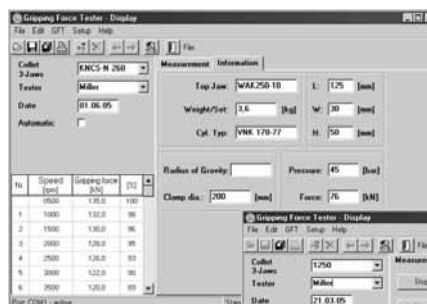 Gripping Force Tester - Display
File Edit GFT Setup Help
File
Collet
3-Jaws
KNCS-N 260
Tester Miller
Date 01.06.05
Automatic
Measurement Information
Top Jaw: WAK250-10 L: 125 [mm]
Weight/Set: 3,6 [kg] W: 30 [mm]
Cyl. Typ: VNK 170-77 H: 50 [mm]
Radius of Gravity: Pressure: 45 [bar]
Clamp dia.: 200 [mm] Force: 76 [kN]
Nr. Speed [rpm] Gripping force [kN] [%]
0500 135,0 100
1 1000 132,0 98
2 1500 130,0 96
3 2000 128,0 95
4 2500 126,0 93
5 3000 122,0 90
6 3500 120,0 89
Port: COM1 - active
Gripping Force Tester - Display
File Edit GFT Setup Help
File
Collet
3-Jaws
1250
Tester Miller
Date 21.03.05